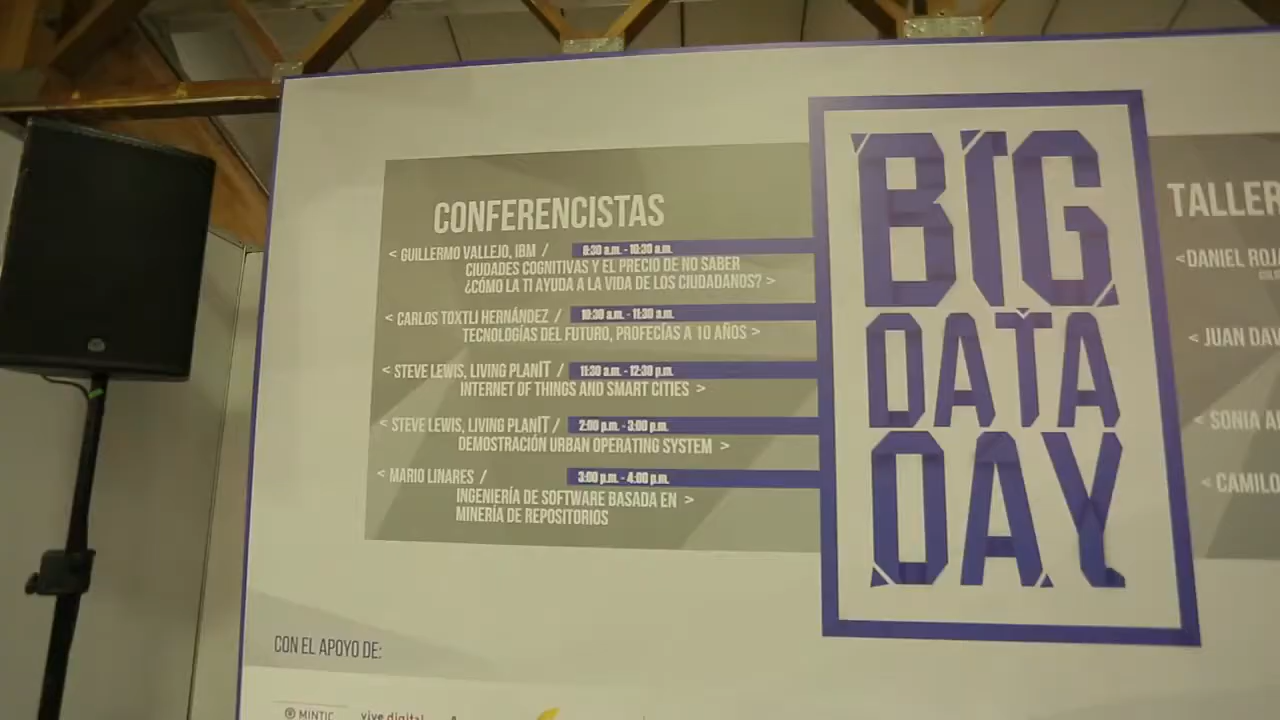 CONFERENCISTAS
< GUILLERMO VALLEJO, IBM / 8:30 a.m. - 10:30 a.m.
CIUDADES COGNITIVAS Y EL PRECIO DE NO SABER
¿CÓMO LA TI AYUDA A LA VIDA DE LOS CIUDADANOS? >
< CARLOS TOXTLI HERNÁNDEZ / 10:30 a.m. - 11:30 a.m.
TECNOLOGÍAS DEL FUTURO, PROFECÍAS A 10 AÑOS >
< STEVE LEWIS, LIVING PLANIT / 11:30 a.m. - 12:30 p.m.
INTERNET OF THINGS AND SMART CITIES >
< STEVE LEWIS, LIVING PLANIT / 2:00 p.m. - 3:00 p.m.
DEMOSTRACIÓN URBAN OPERATING SYSTEM >
< MARIO LINARES / 3:00 p.m. - 4:00 p.m.
INGENIERÍA DE SOFTWARE BASADA EN >
MINERÍA DE REPOSITORIOS
BIG
DATA
DAY
TALLER
<DANIEL ROJA
< JUAN DAV
< SONIA A
< CAMILO
CON EL APOYO DE:
MINTIC vive digital